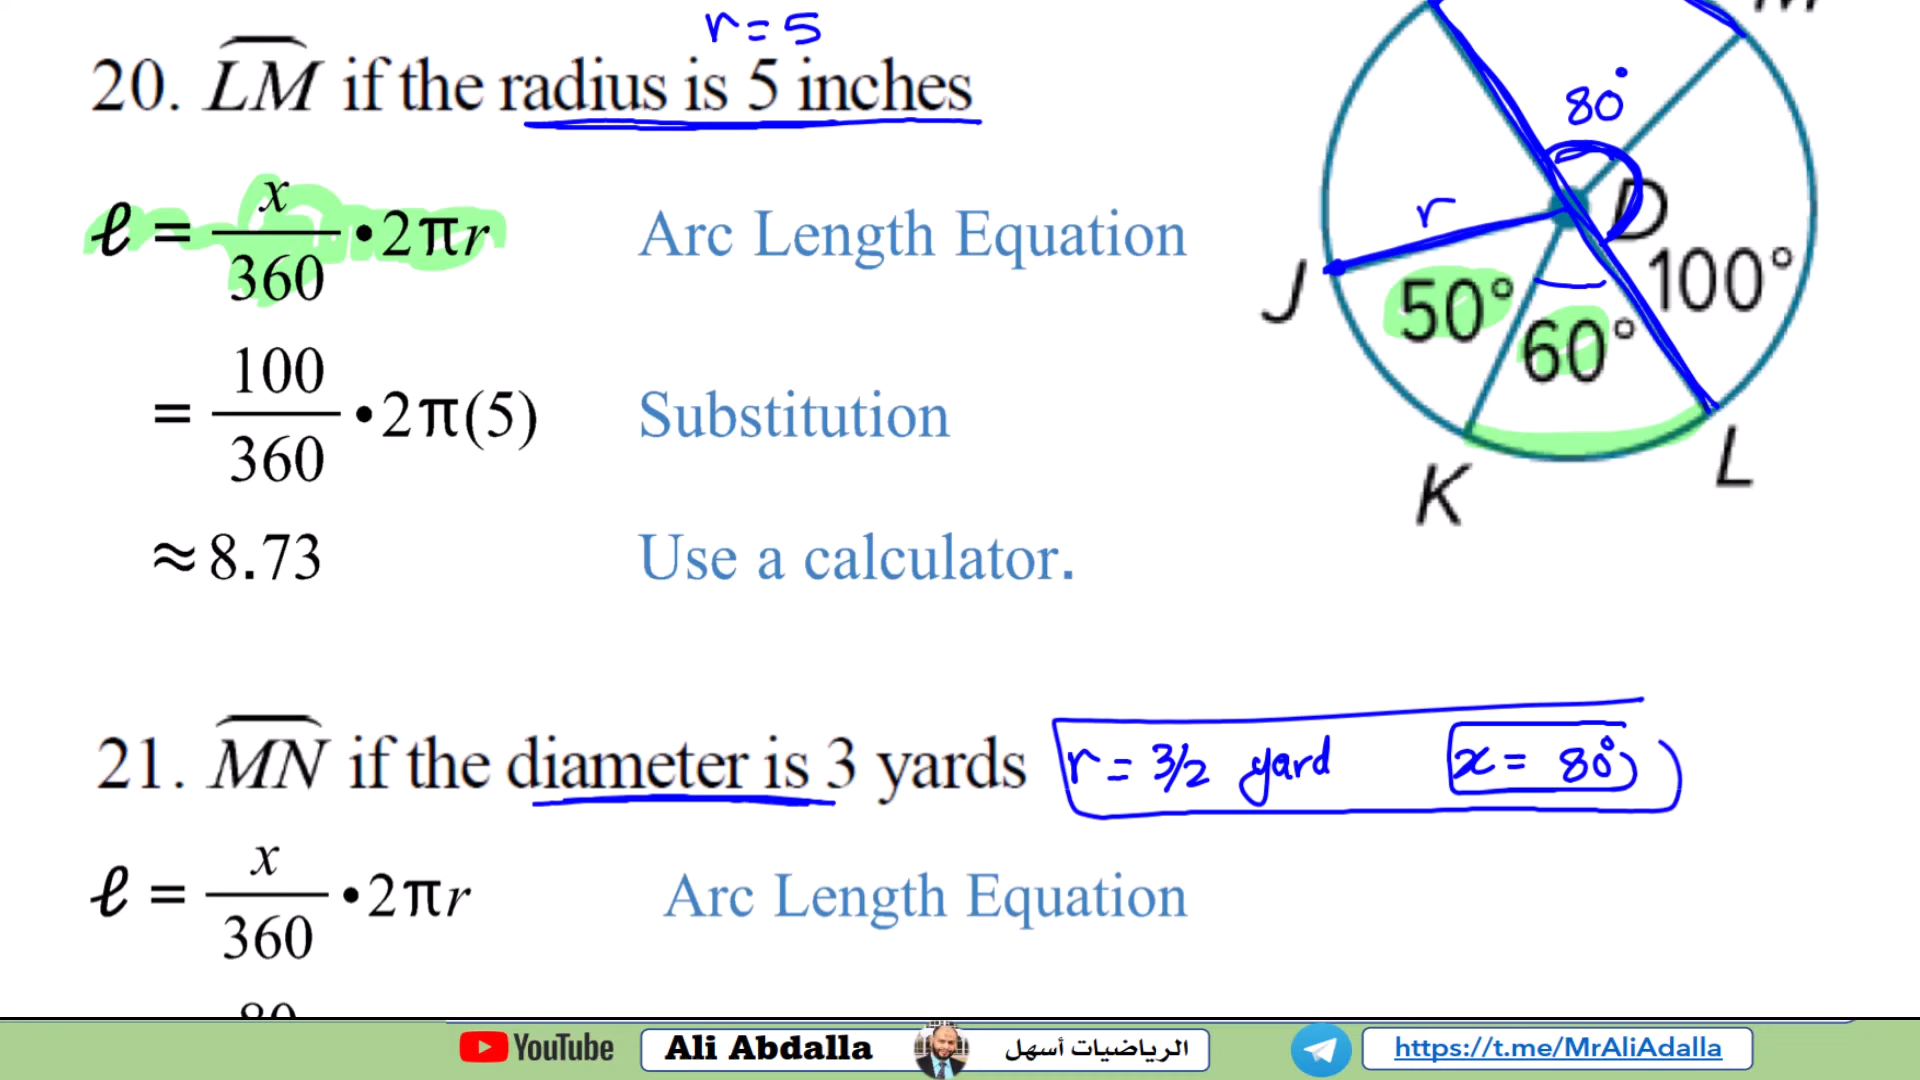 r = 5
20. LM if the radius is 5 inches
ℓ = x/360 • 2πr Arc Length Equation
= 100/360 • 2π(5) Substitution
≈ 8.73 Use a calculator.
80°
r
D
100°
J
50°
60°
K
L
21. MN if the diameter is 3 yards r = 3/2 yard x = 80°
ℓ = x/360 • 2πr Arc Length Equation
YouTube Ali Abdalla الرياضيات أسهل https://t.me/MrAliAdalla